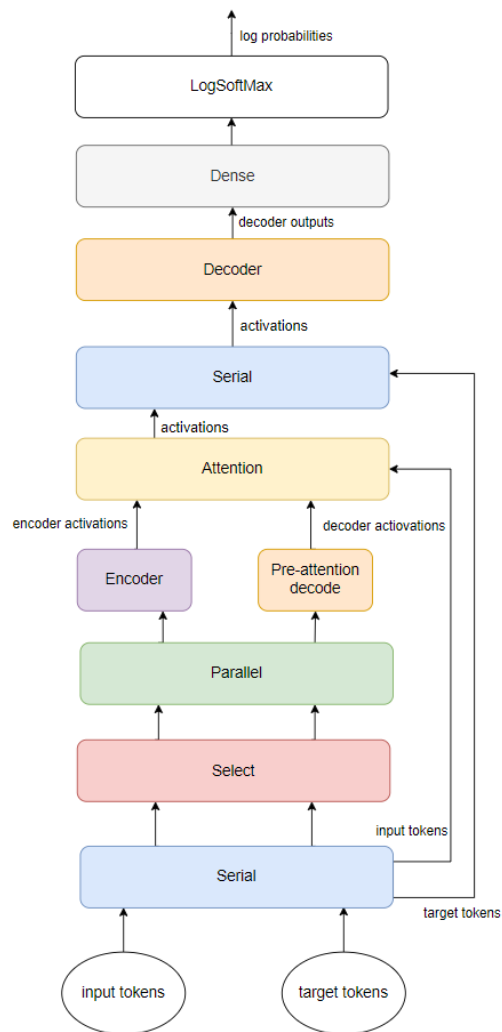 log probabilities
LogSoftMax
Dense
decoder outputs
Decoder
activations
Serial
activations
Attention
encoder activations
decoder actiovations
Encoder
Pre-attention
decode
Parallel
Select
input tokens
Serial
target tokens
input tokens
target tokens